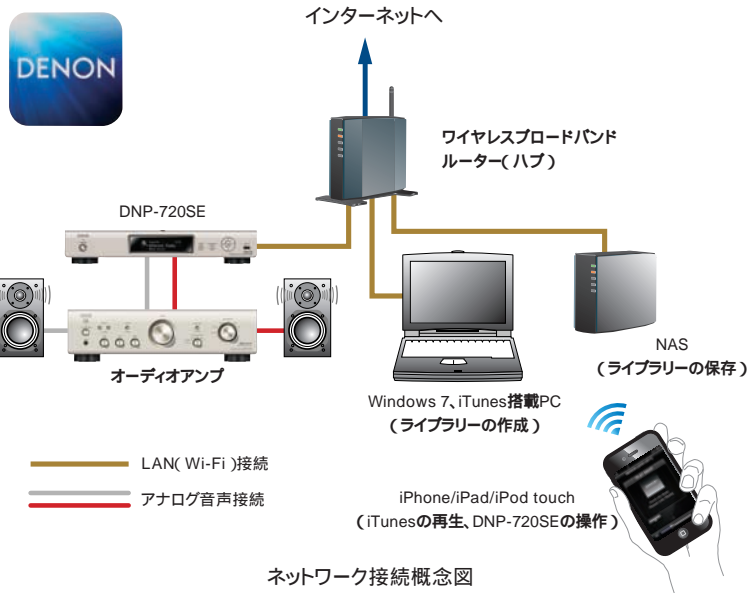 インターネットへ
DENON
ワイヤレスブロードバンド
ルーター(ハブ)
DNP-720SE
オーディオアンプ
NAS
(ライブラリーの保存)
Windows 7、iTunes搭載PC
(ライブラリーの作成)
LAN(Wi-Fi)接続
アナログ音声接続
iPhone/iPad/iPod touch
(iTunesの再生、DNP-720SEの操作)
ネットワーク接続概念図